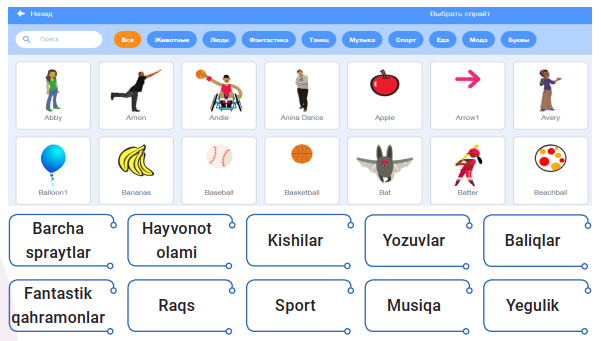 Назад Выбрать спрайт
Поиск Все Животные Люди Фантастика Танец Музыка Спорт Еда Мода Буквы
Abby Amon Andie Anina Dance Apple Arrow1 Avery
Balloon1 Bananas Baseball Basketball Bat Batter Beachball
Barcha spraytlar
Hayvonot olami
Kishilar
Yozuvlar
Baliqlar
Fantastik qahramonlar
Raqs
Sport
Musiqa
Yegulik